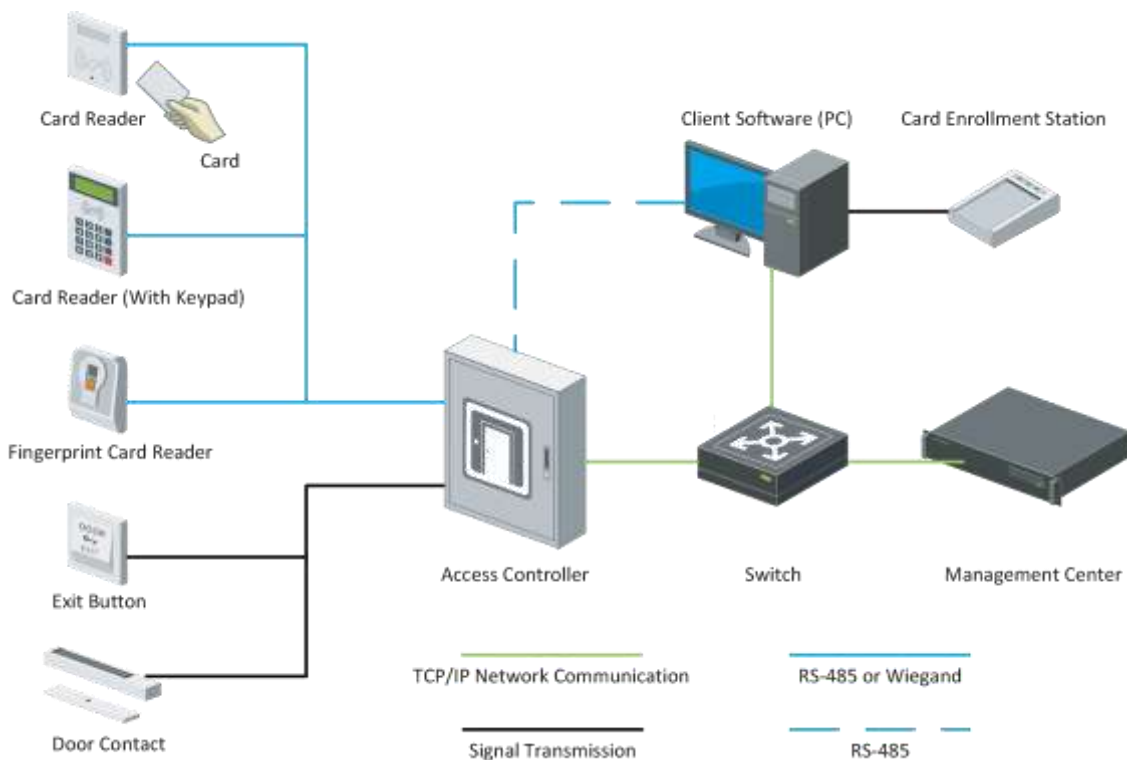 Card Reader
Card
Client Software (PC)
Card Enrollment Station
Card Reader (With Keypad)
Fingerprint Card Reader
DOOR
Exit Button
Access Controller
Switch
Management Center
TCP/IP Network Communication
RS-485 or Wiegand
Door Contact
Signal Transmission
RS-485